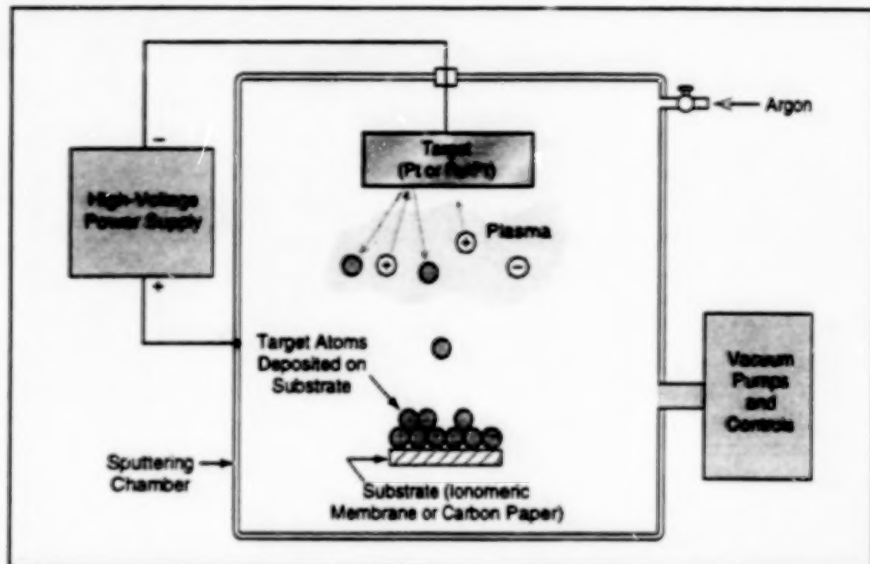 −
Argon
Target
(Pt or
High-Voltage
Power Supply
Plasma
+
+
−
+
Target Atoms
Deposited on
Substrate
Vacuum
Pumps
and
Controls
Sputtering
Chamber
Substrate (Ionomeric
Membrane or Carbon Paper)